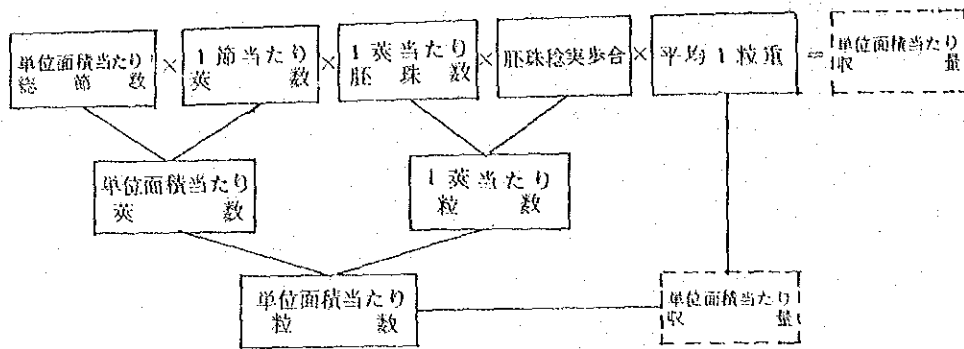 単位面積当たり
総節数
×
1節当たり
莢数
×
1莢当たり
胚珠数
×
胚珠稔実歩合
×
平均1粒重
=
単位面積当たり
収量
単位面積当たり
莢数
1莢当たり
粒数
単位面積当たり
粒数
単位面積当たり
収量